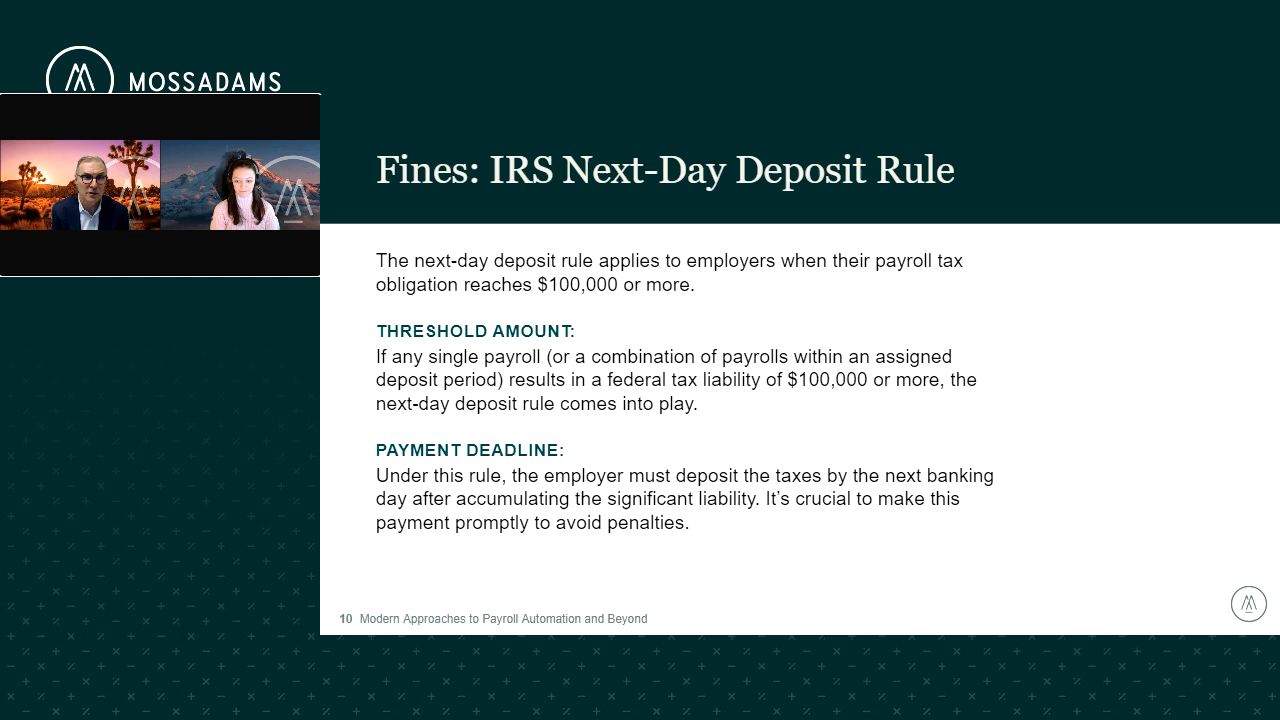 MOSSADAMS
Fines: IRS Next-Day Deposit Rule
The next-day deposit rule applies to employers when their payroll tax
obligation reaches $100,000 or more.
THRESHOLD AMOUNT:
If any single payroll (or a combination of payrolls within an assigned
deposit period) results in a federal tax liability of $100,000 or more, the
next-day deposit rule comes into play.
PAYMENT DEADLINE:
Under this rule, the employer must deposit the taxes by the next banking
day after accumulating the significant liability. It’s crucial to make this
payment promptly to avoid penalties.
10 Modern Approaches to Payroll Automation and Beyond